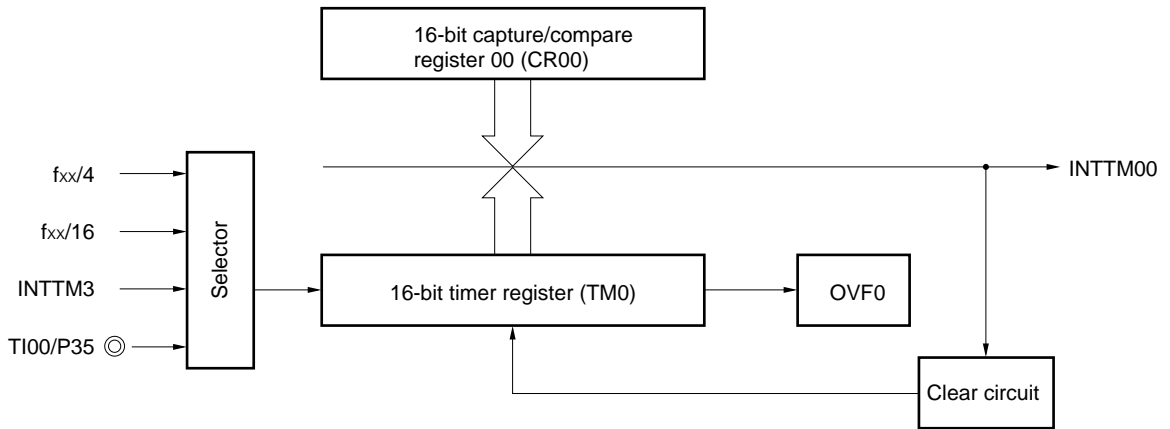 16-bit capture/compare
register 00 (CR00)
fxx/4
fxx/16
INTTM3
TI00/P35
Selector
INTTM00
16-bit timer register (TM0)
OVF0
Clear circuit